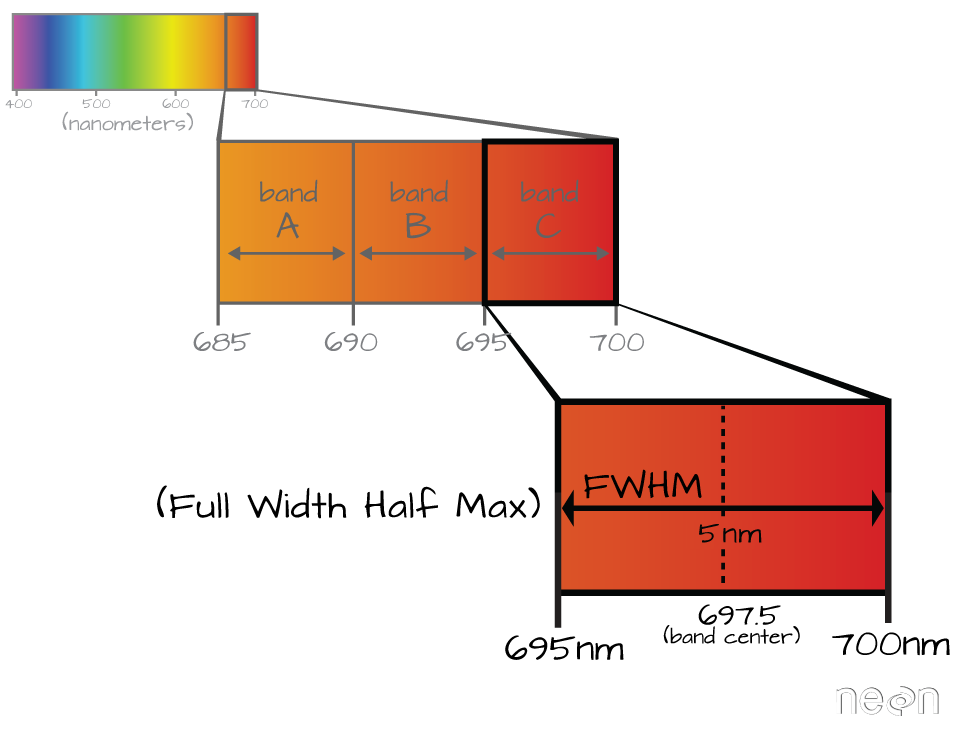 400 500 600 700
(nanometers)
band band band
A B C
685 690 695 700
FWHM
(Full Width Half Max)
5 nm
697.5
(band center)
695nm 700nm
neon